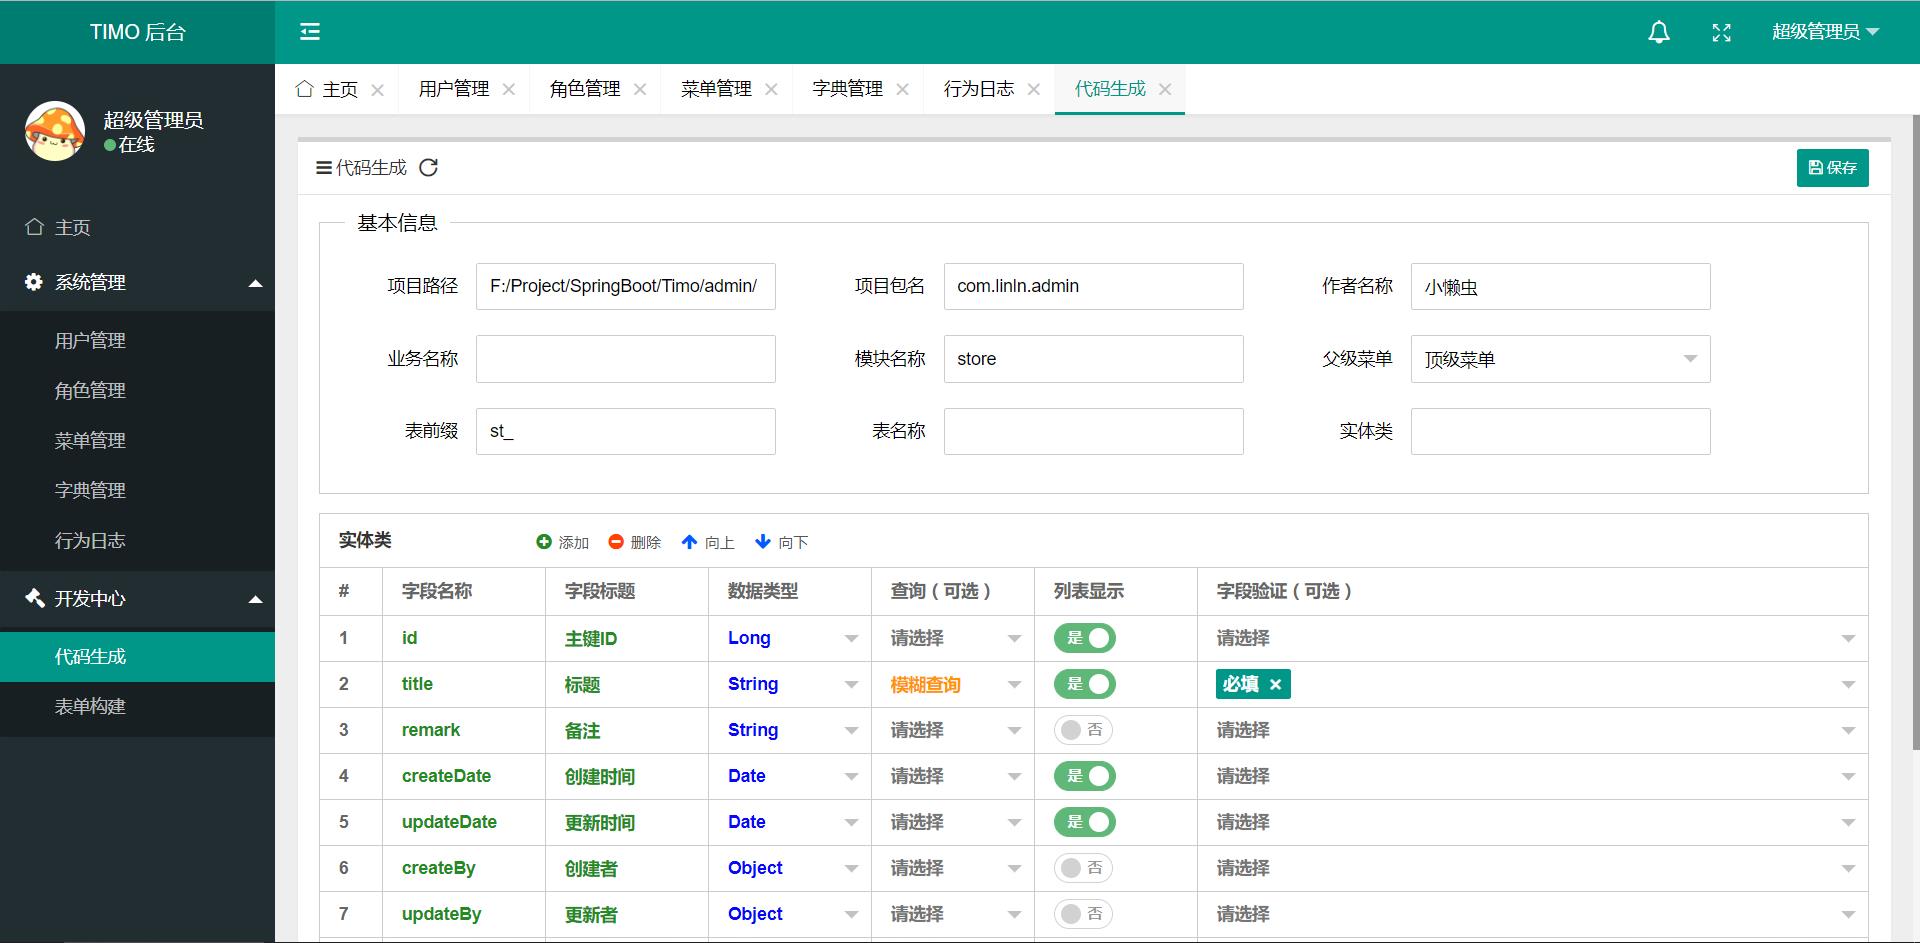 TIMO 后台
超级管理员
主页
用户管理
角色管理
菜单管理
字典管理
行为日志
代码生成
超级管理员
在线
主页
系统管理
用户管理
角色管理
菜单管理
字典管理
行为日志
开发中心
代码生成
表单构建
代码生成
保存
基本信息
项目路径 F:/Project/SpringBoot/Timo/admin/ 项目包名 com.linln.admin 作者名称 小懒虫
业务名称 模块名称 store 父级菜单 顶级菜单
表前缀 st_ 表名称 实体类
实体类 添加 删除 向上 向下
# 字段名称 字段标题 数据类型 查询（可选） 列表显示 字段验证（可选）
1 id 主键ID Long 请选择 是 请选择
2 title 标题 String 模糊查询 是 必填
3 remark 备注 String 请选择 否 请选择
4 createDate 创建时间 Date 请选择 是 请选择
5 updateDate 更新时间 Date 请选择 是 请选择
6 createBy 创建者 Object 请选择 否 请选择
7 updateBy 更新者 Object 请选择 否 请选择